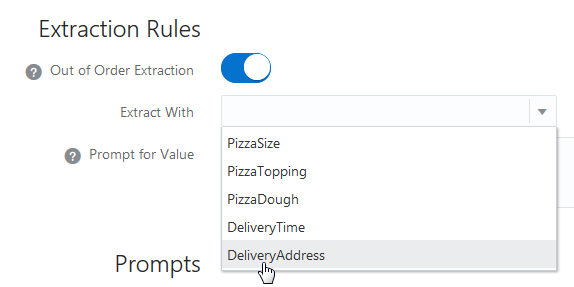 Extraction Rules
? Out of Order Extraction
Extract With
? Prompt for Value
PizzaSize
PizzaTopping
PizzaDough
DeliveryTime
DeliveryAddress
Prompts